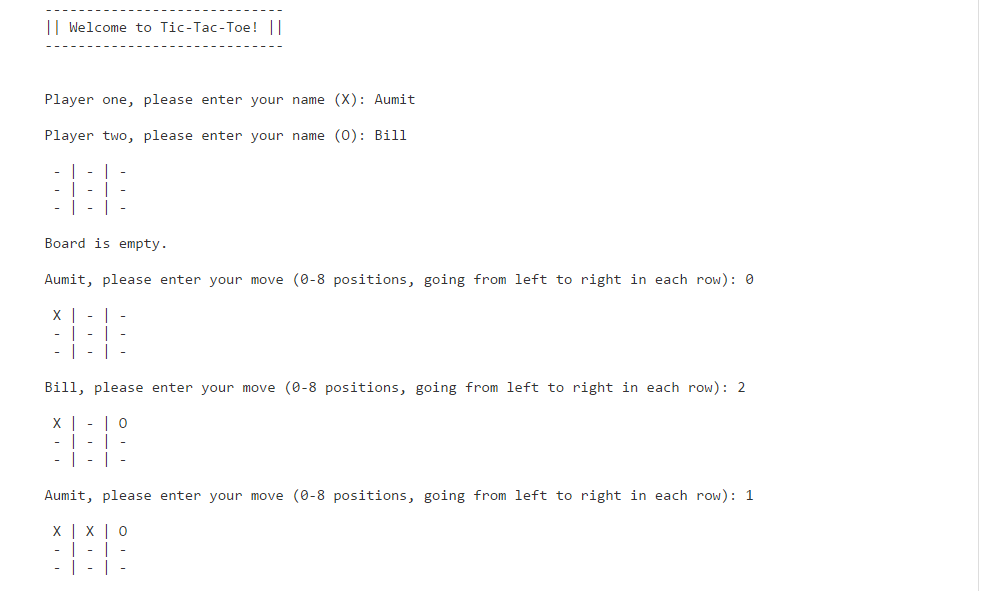 -----------------------------
|| Welcome to Tic-Tac-Toe! ||
-----------------------------
Player one, please enter your name (X): Aumit
Player two, please enter your name (O): Bill
- | - | -
- | - | -
- | - | -
Board is empty.
Aumit, please enter your move (0-8 positions, going from left to right in each row): 0
X | - | -
- | - | -
- | - | -
Bill, please enter your move (0-8 positions, going from left to right in each row): 2
X | - | O
- | - | -
- | - | -
Aumit, please enter your move (0-8 positions, going from left to right in each row): 1
X | X | O
- | - | -
- | - | -